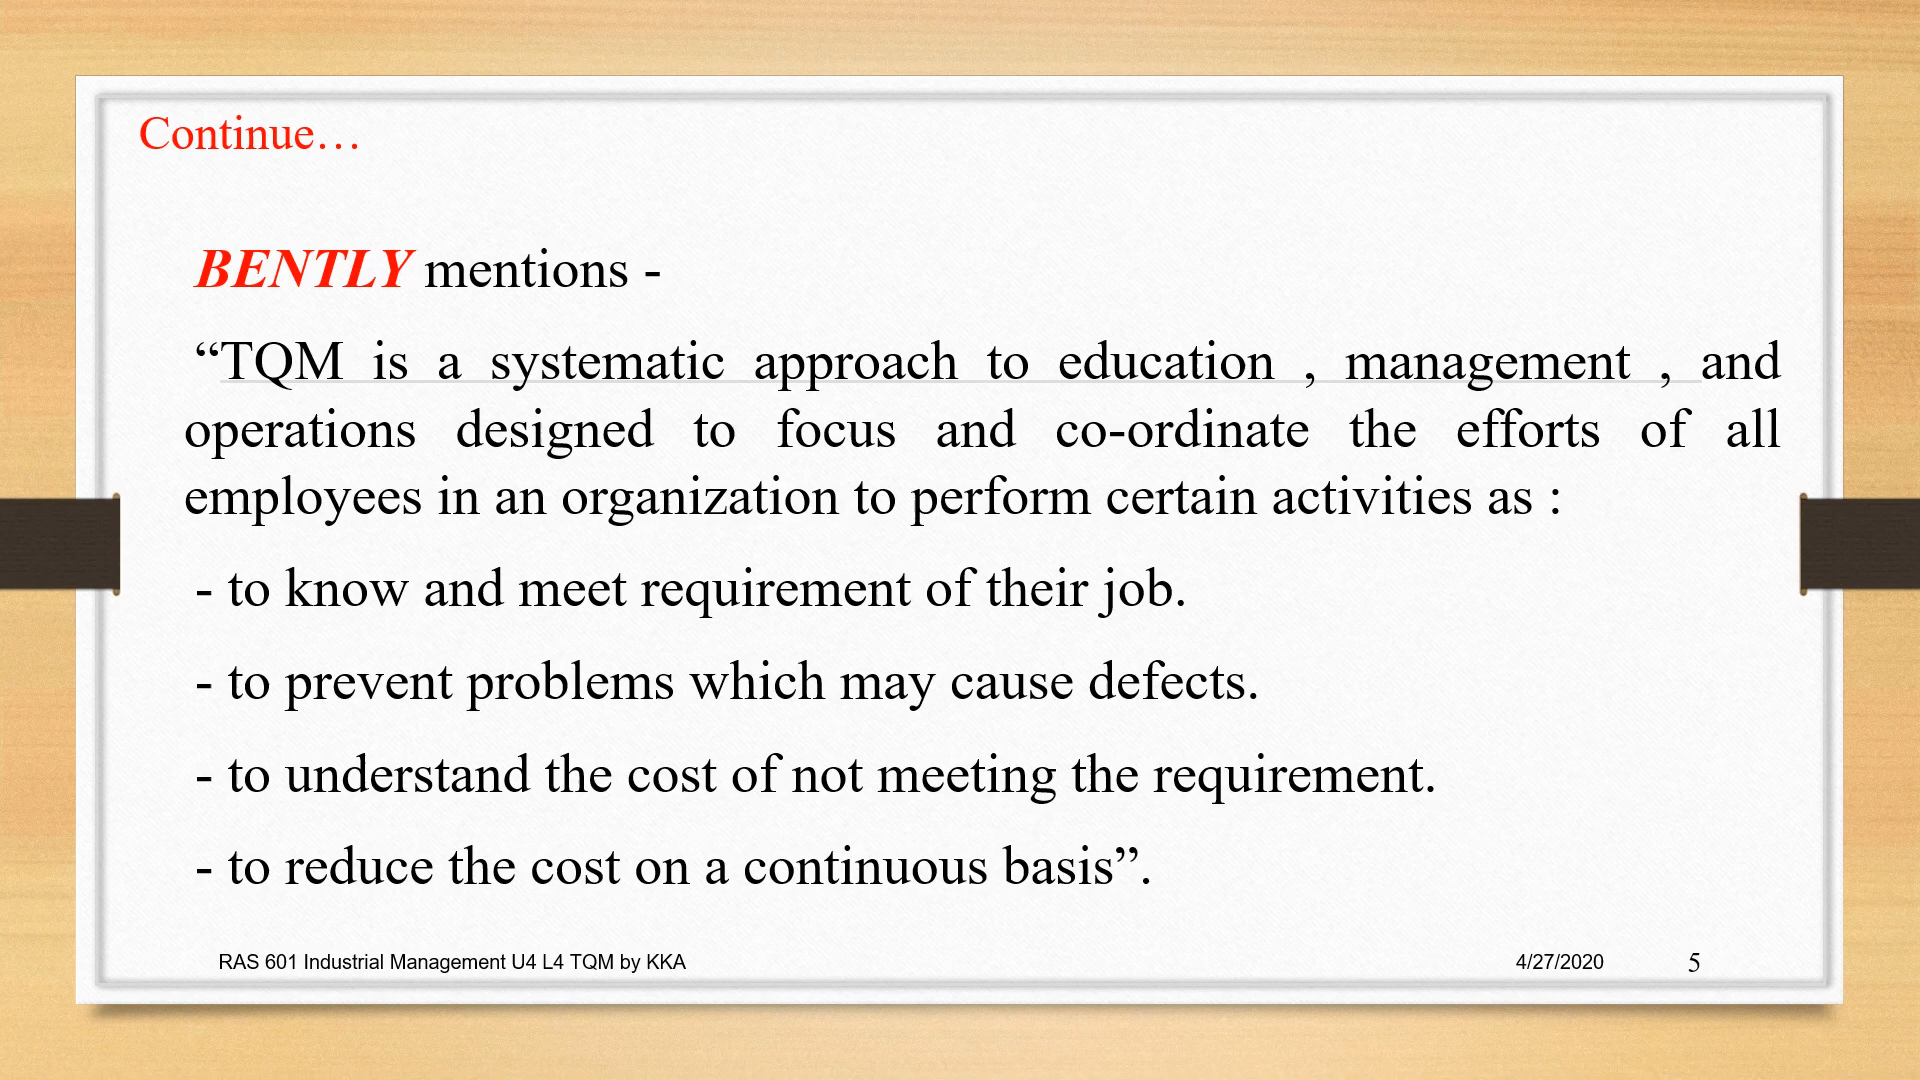 Continue…
BENTLY mentions -
“TQM is a systematic approach to education , management , and
operations designed to focus and co-ordinate the efforts of all
employees in an organization to perform certain activities as :
- to know and meet requirement of their job.
- to prevent problems which may cause defects.
- to understand the cost of not meeting the requirement.
- to reduce the cost on a continuous basis”.
RAS 601 Industrial Management U4 L4 TQM by KKA 4/27/2020 5